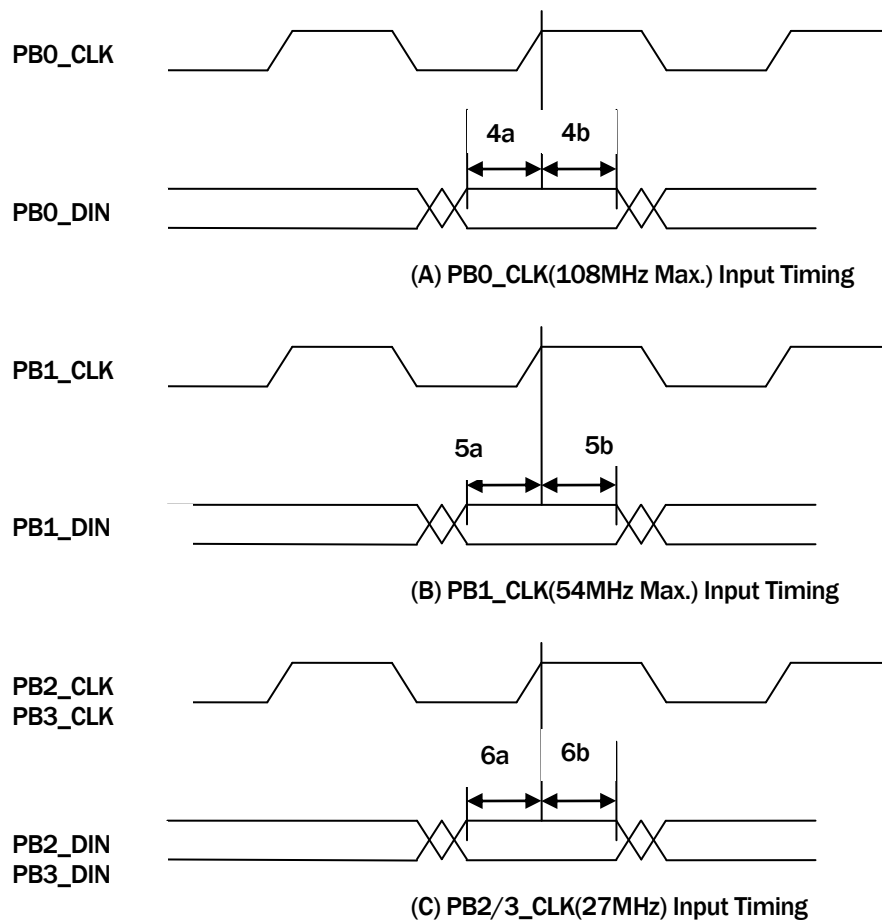 PB0_CLK
4a 4b
PB0_DIN
(A) PB0_CLK(108MHz Max.) Input Timing
PB1_CLK
5a 5b
PB1_DIN
(B) PB1_CLK(54MHz Max.) Input Timing
PB2_CLK
PB3_CLK
6a 6b
PB2_DIN
PB3_DIN
(C) PB2/3_CLK(27MHz) Input Timing